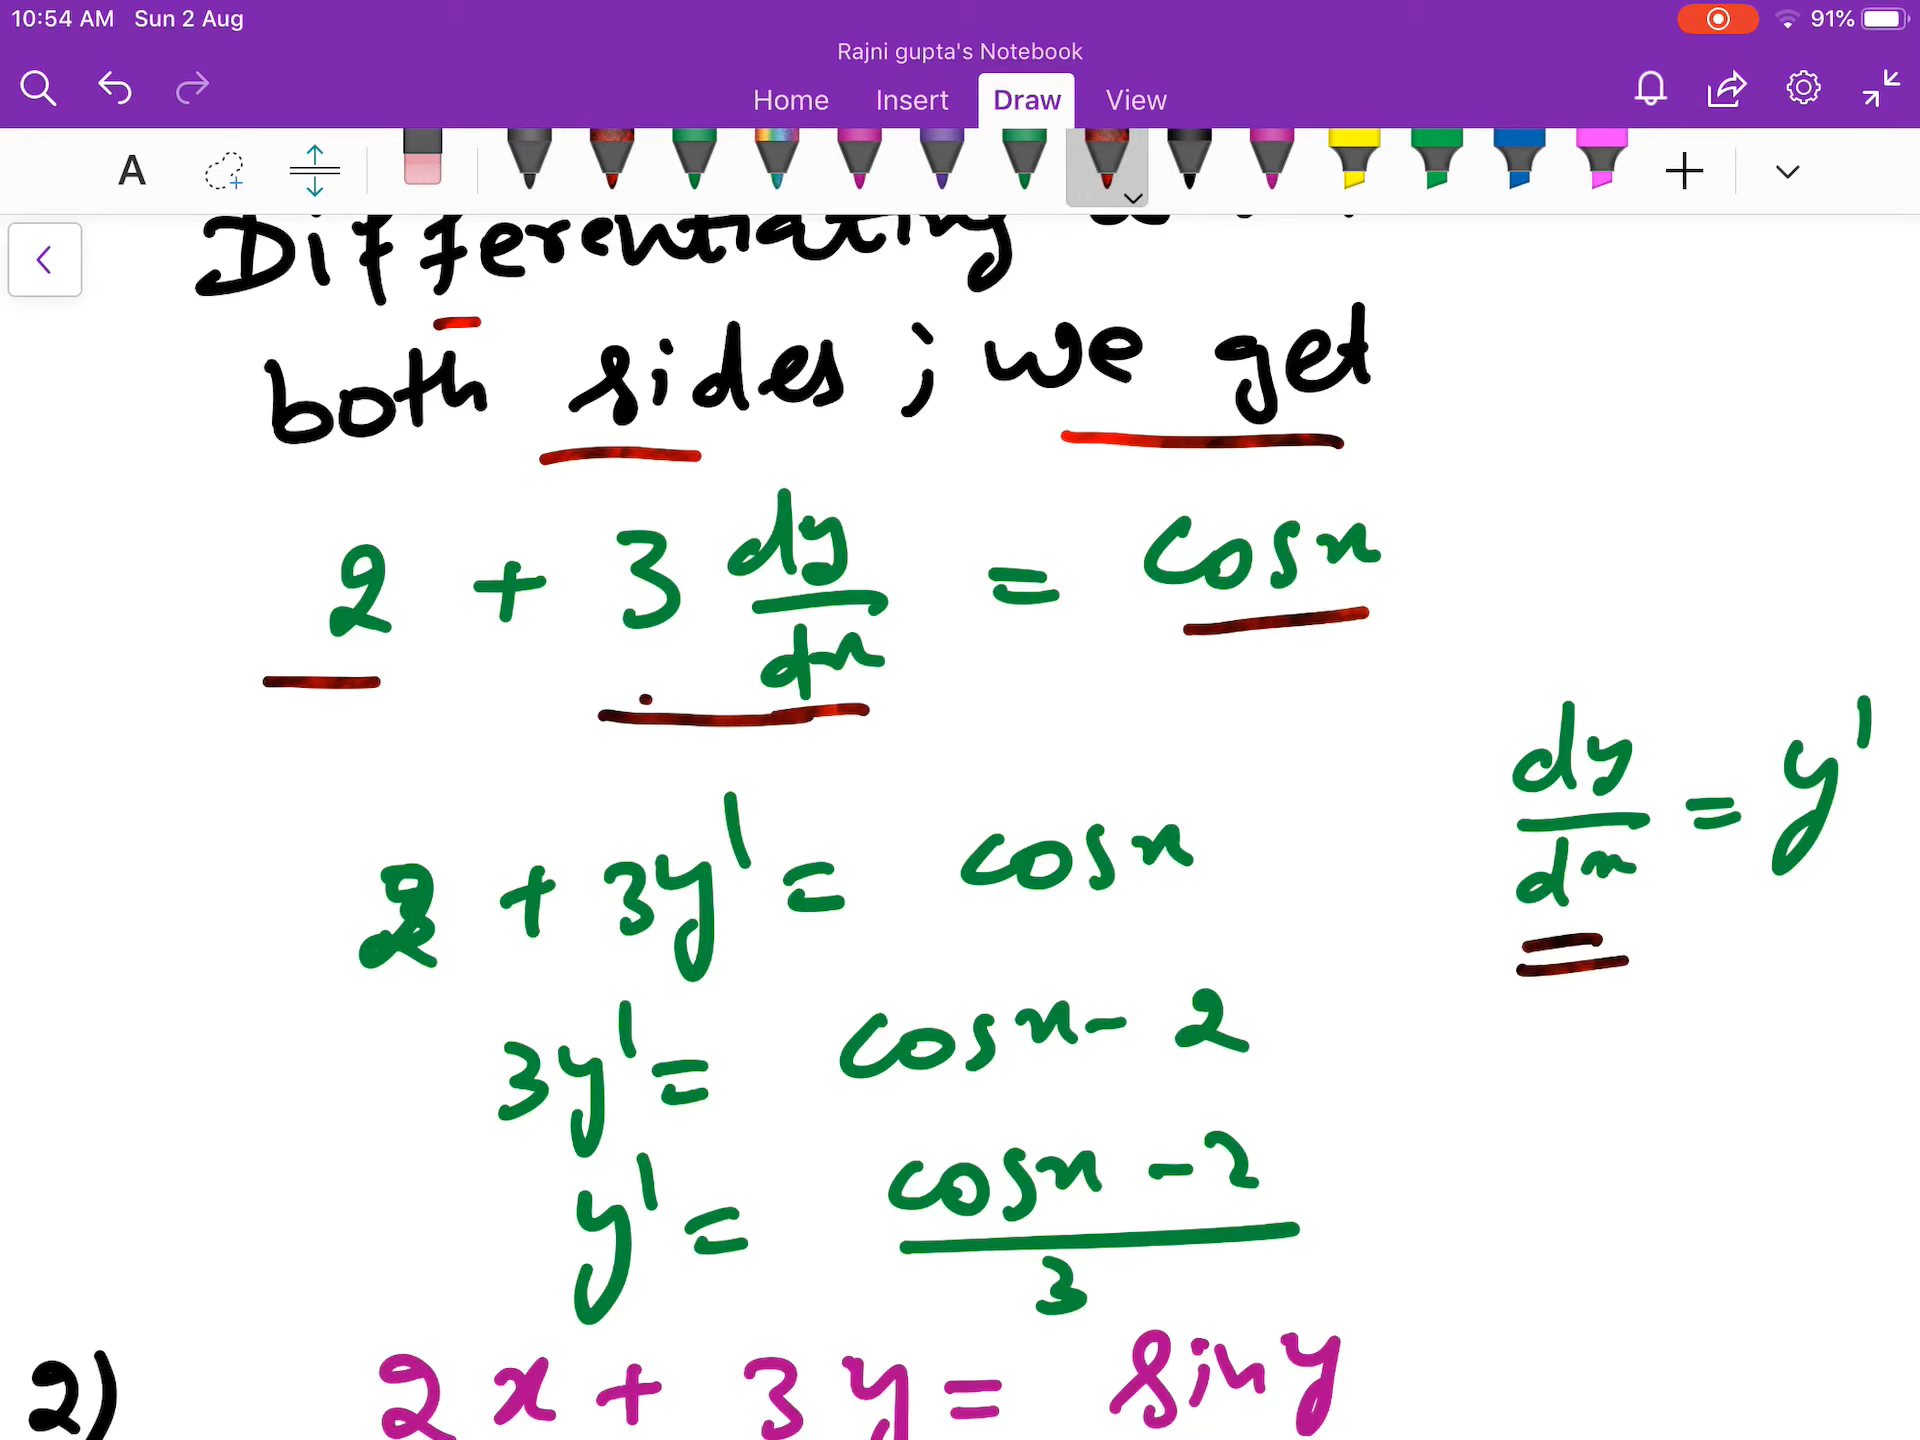 10:54 AM Sun 2 Aug
91%
Rajni gupta's Notebook
Home Insert Draw View
A
Differentiating
both sides ; we get
2 + 3 dy/dx = cosx
dy/dx = y'
2 + 3y' = cosx
3y' = cosx - 2
y' = cosx - 2 / 3
2) 2x + 3y = siny